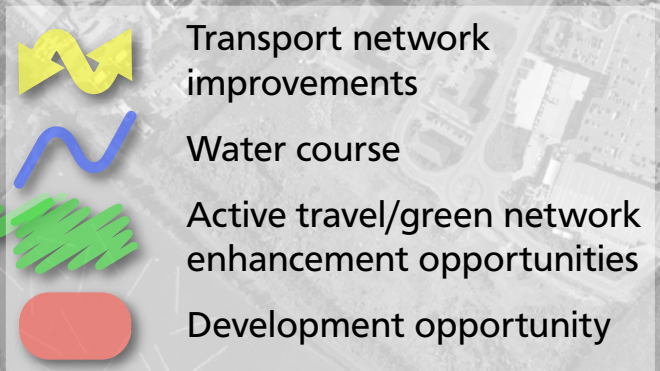 Transport network
improvements
Water course
Active travel/green network
enhancement opportunities
Development opportunity